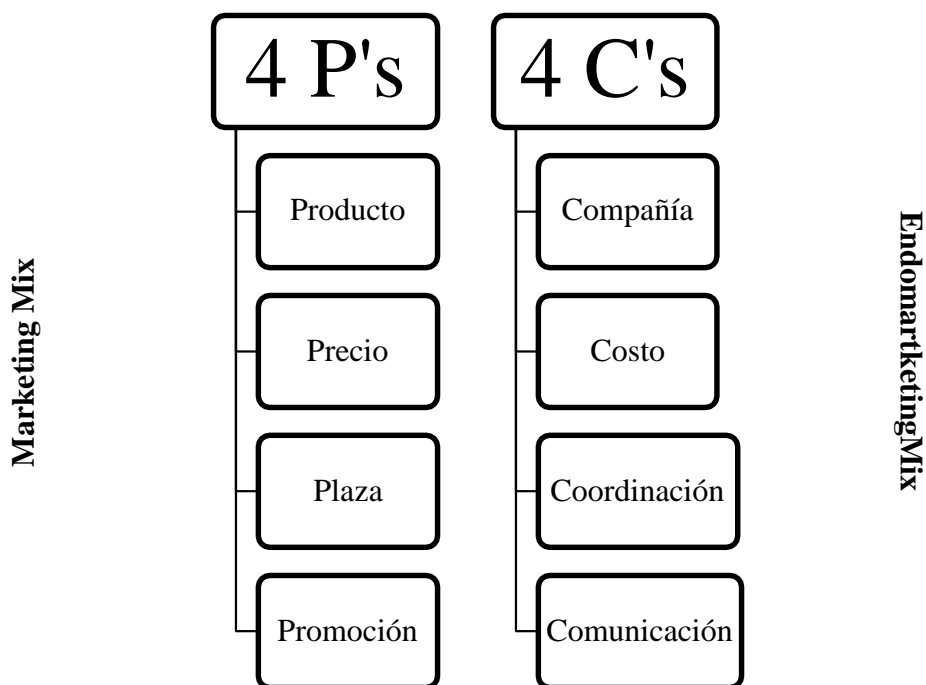 Marketing Mix
4 P's
Producto
Precio
Plaza
Promoción
4 C's
Compañía
Costo
Coordinación
Comunicación
EndomartketingMix